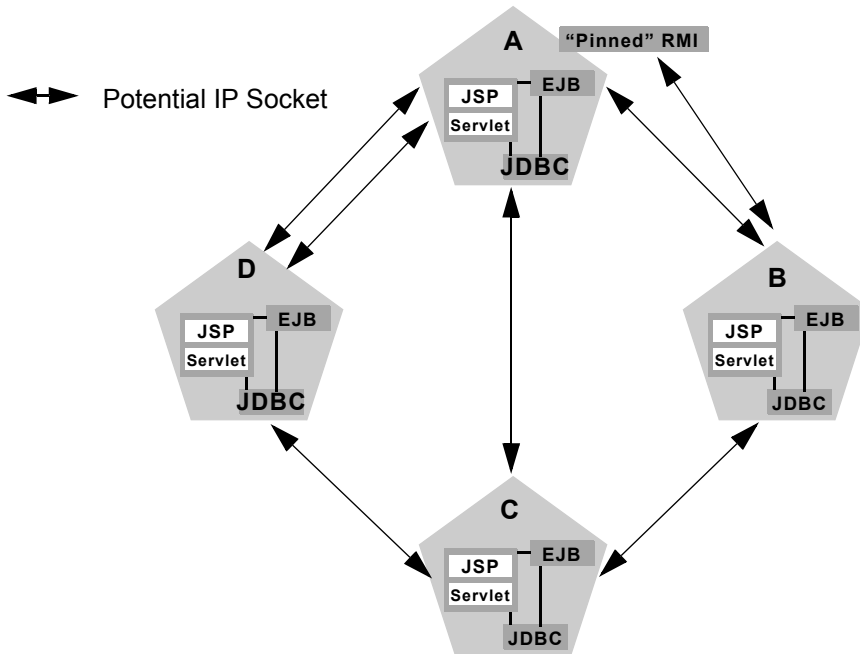 A
“Pinned” RMI
Potential IP Socket
JSP
EJB
Servlet
JDBC
D
JSP
EJB
Servlet
JDBC
B
JSP
EJB
Servlet
JDBC
C
JSP
EJB
Servlet
JDBC